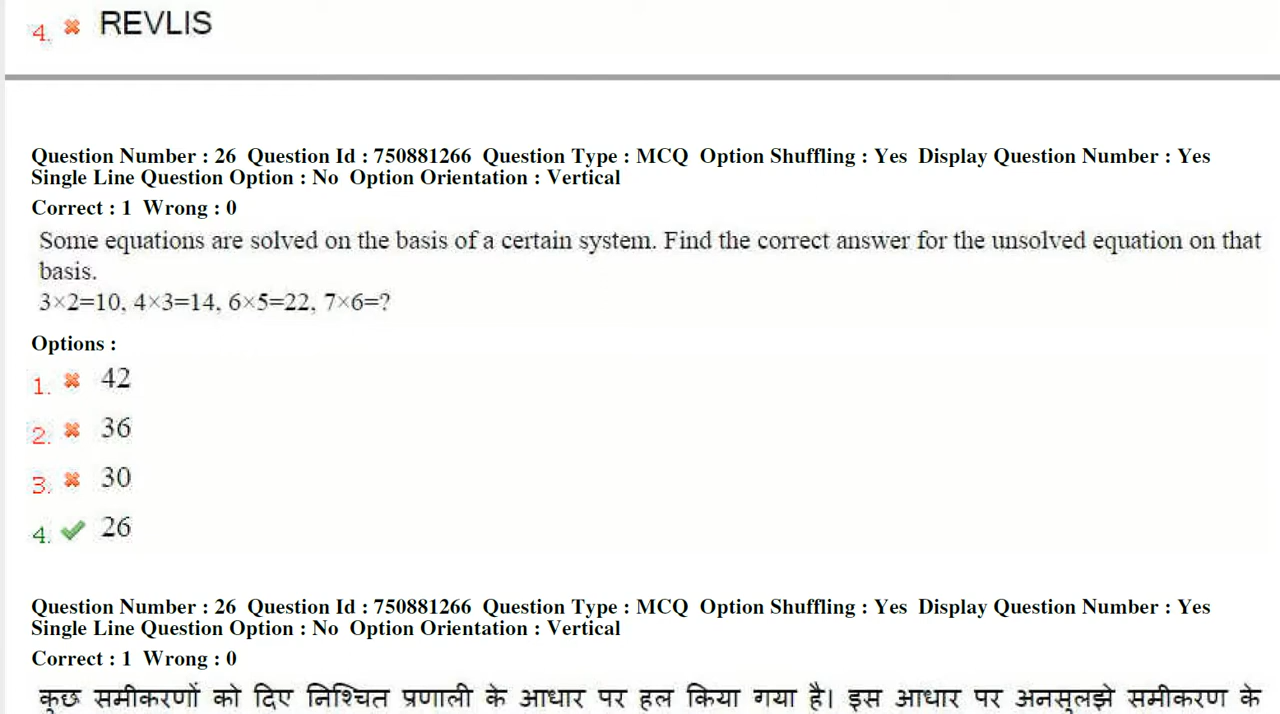 4. REVLIS
Question Number : 26 Question Id : 750881266 Question Type : MCQ Option Shuffling : Yes Display Question Number : Yes
Single Line Question Option : No Option Orientation : Vertical
Correct : 1 Wrong : 0
Some equations are solved on the basis of a certain system. Find the correct answer for the unsolved equation on that
basis.
3×2=10, 4×3=14, 6×5=22, 7×6=?
Options :
1. 42
2. 36
3. 30
4. 26
Question Number : 26 Question Id : 750881266 Question Type : MCQ Option Shuffling : Yes Display Question Number : Yes
Single Line Question Option : No Option Orientation : Vertical
Correct : 1 Wrong : 0
कुछ समीकरणों को दिए निश्चित प्रणाली के आधार पर हल किया गया है। इस आधार पर अनसुलझे समीकरण के